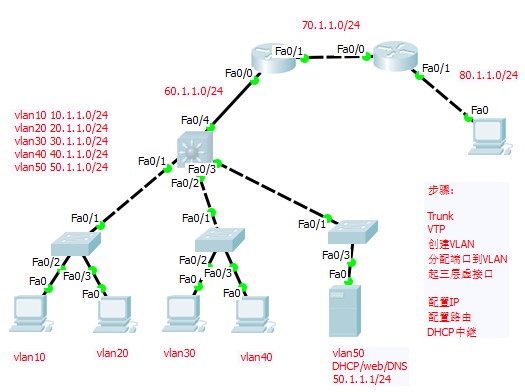 70.1.1.0/24
Fa0/1
Fa0/0
Fa0/1
80.1.1.0/24
Fa0/0
60.1.1.0/24
Fa0
Fa0/4
vlan10 10.1.1.0/24
vlan20 20.1.1.0/24
vlan30 30.1.1.0/24
vlan40 40.1.1.0/24
vlan50 50.1.1.0/24
Fa0/1
Fa0/3
Fa0/2
步骤:
Trunk
VTP
创建VLAN
分配端口到VLAN
起三层虚接口
配置IP
配置路由
DHCP中继
Fa0/1
Fa0/1
Fa0/1
Fa0/2
Fa0/3
Fa0/2
Fa0/3
Fa0/3
Fa0
Fa0
Fa0
Fa0
Fa0
vlan10
vlan20
vlan30
vlan40
vlan50
DHCP/web/DNS
50.1.1.1/24